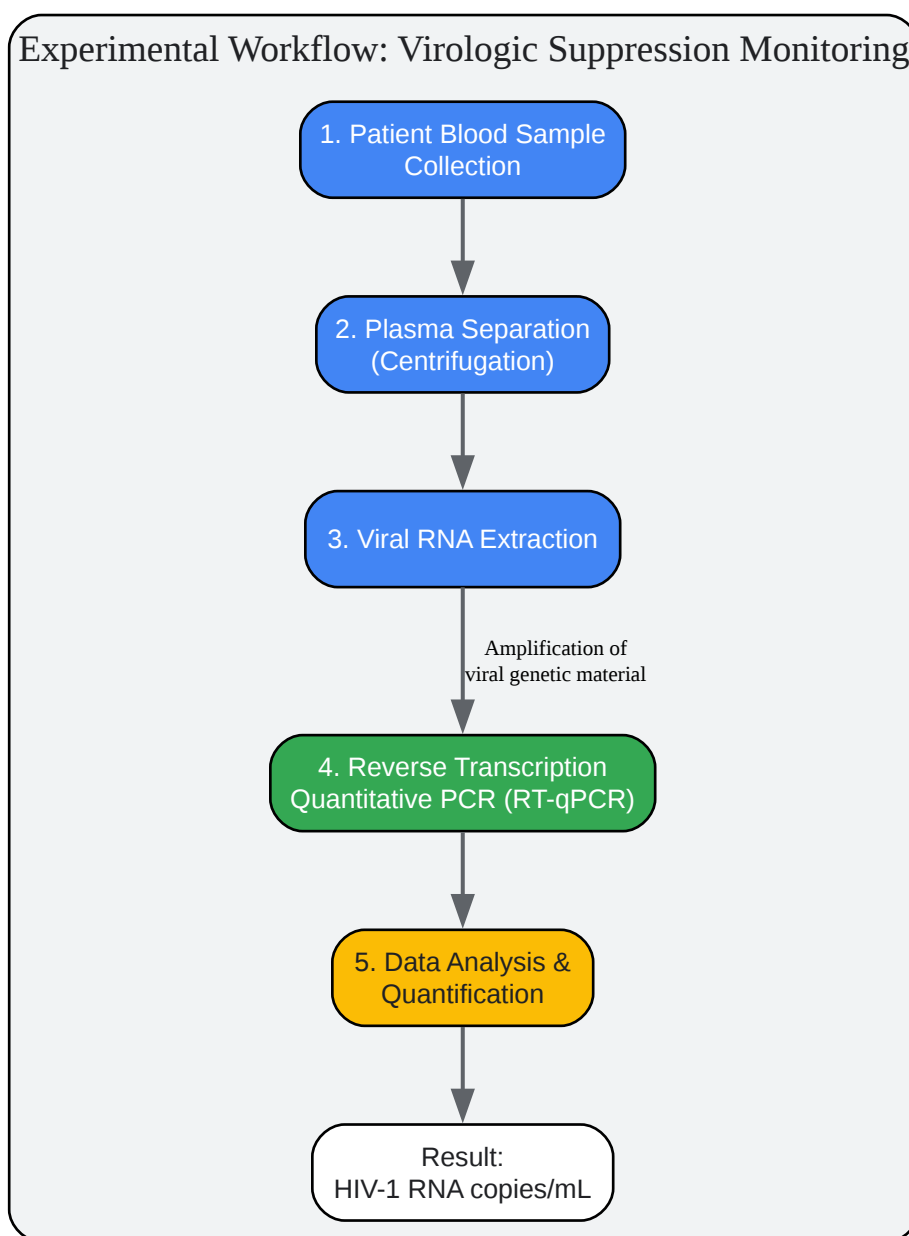 Experimental Workflow: Virologic Suppression Monitoring
1. Patient Blood Sample
Collection
2. Plasma Separation
(Centrifugation)
3. Viral RNA Extraction
Amplification of
viral genetic material
4. Reverse Transcription
Quantitative PCR (RT-qPCR)
5. Data Analysis &
Quantification
Result:
HIV-1 RNA copies/mL